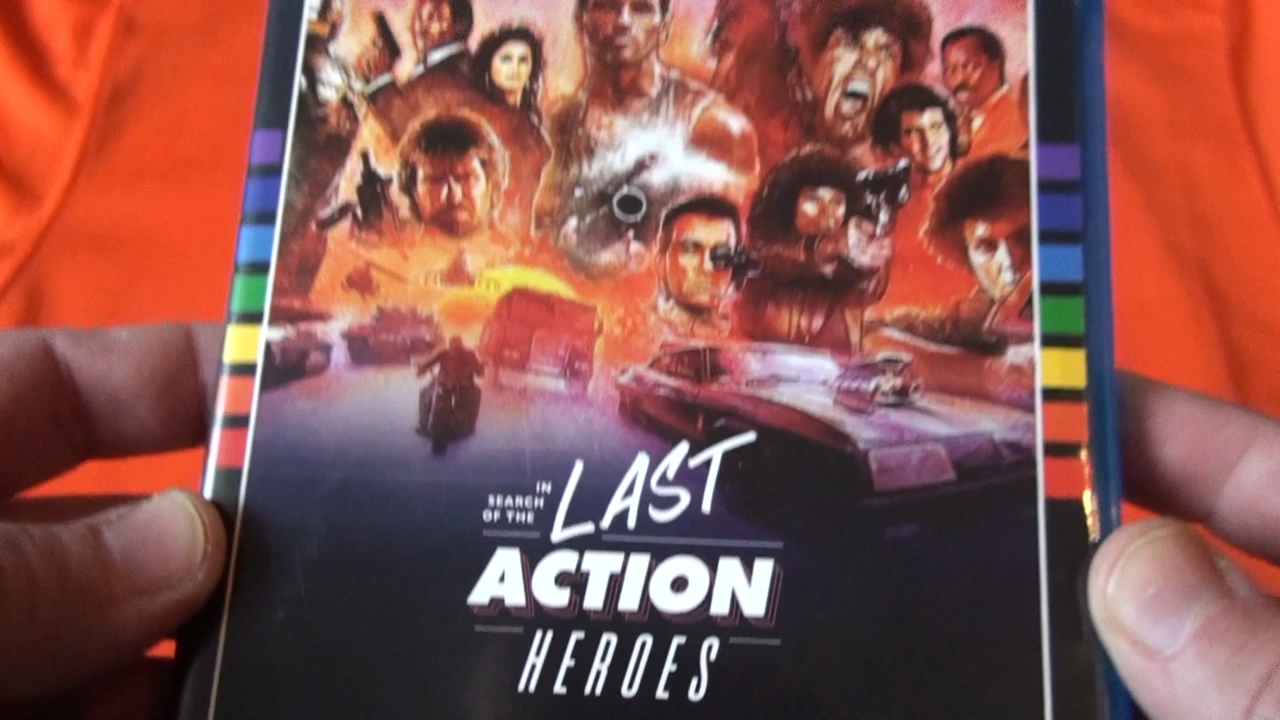 IN
SEARCH
OF THE
LAST
ACTION
HEROES